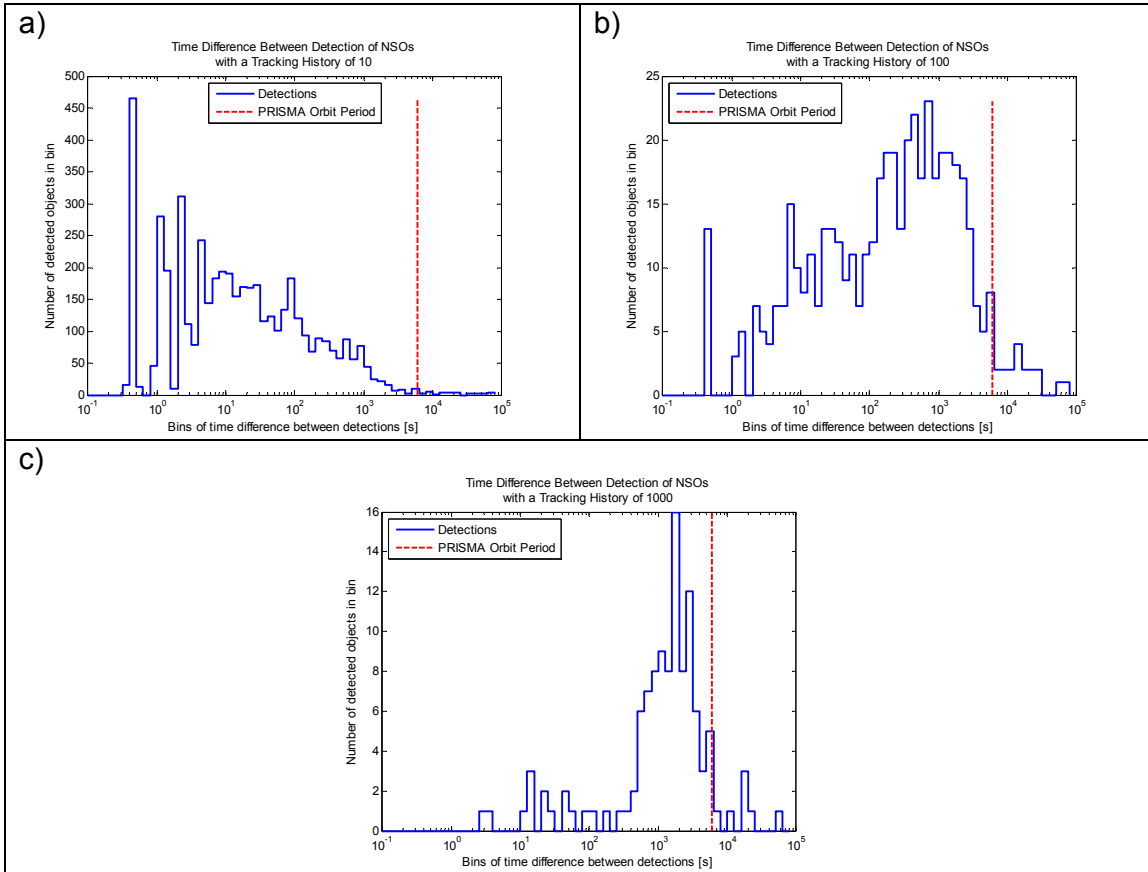 a)
Time Difference Between Detection of NSOs
with a Tracking History of 10
Number of detected objects in bin
500
450
400
350
300
250
200
150
100
50
0
Detections
PRISMA Orbit Period
10^-1 10^0 10^1 10^2 10^3 10^4 10^5
Bins of time difference between detections [s]
b)
Time Difference Between Detection of NSOs
with a Tracking History of 100
Number of detected objects in bin
25
20
15
10
5
0
Detections
PRISMA Orbit Period
10^-1 10^0 10^1 10^2 10^3 10^4 10^5
Bins of time difference between detections [s]
c)
Time Difference Between Detection of NSOs
with a Tracking History of 1000
Number of detected objects in bin
16
14
12
10
8
6
4
2
0
Detections
PRISMA Orbit Period
10^-1 10^0 10^1 10^2 10^3 10^4 10^5
Bins of time difference between detections [s]